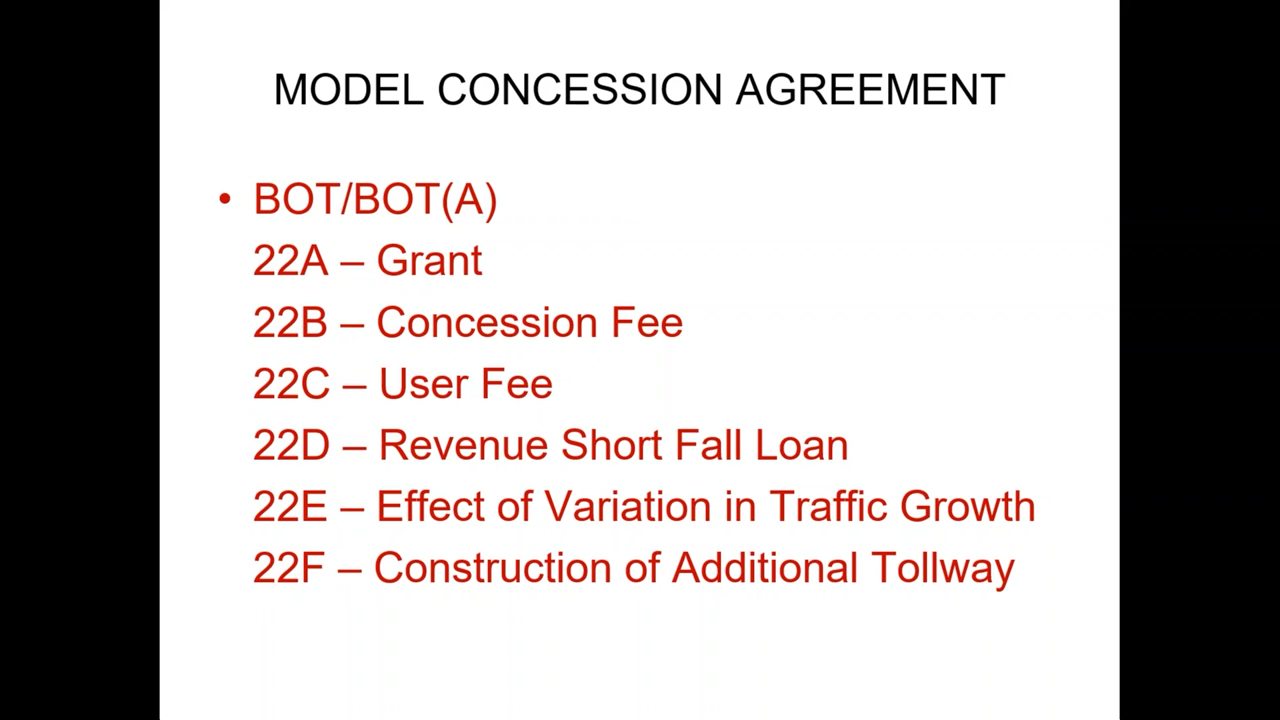 MODEL CONCESSION AGREEMENT
• BOT/BOT(A)
22A – Grant
22B – Concession Fee
22C – User Fee
22D – Revenue Short Fall Loan
22E – Effect of Variation in Traffic Growth
22F – Construction of Additional Tollway